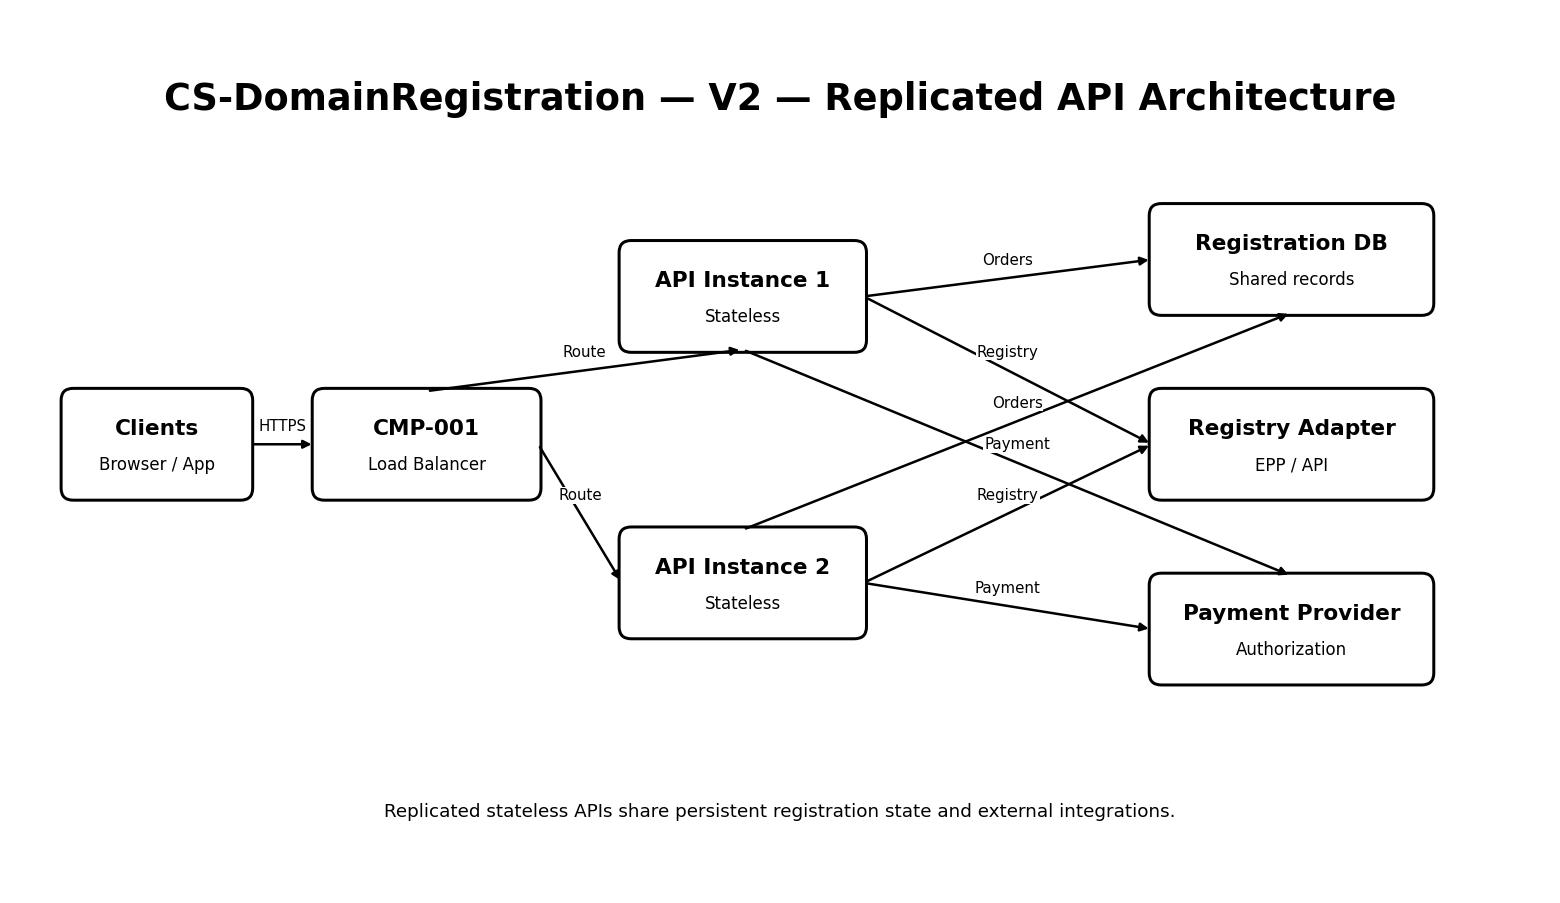 CS-DomainRegistration — V2 — Replicated API Architecture
Clients
Browser / App
HTTPS
CMP-001
Load Balancer
Route
Route
API Instance 1
Stateless
API Instance 2
Stateless
Orders
Registry
Orders
Payment
Registry
Payment
Registration DB
Shared records
Registry Adapter
EPP / API
Payment Provider
Authorization
Replicated stateless APIs share persistent registration state and external integrations.